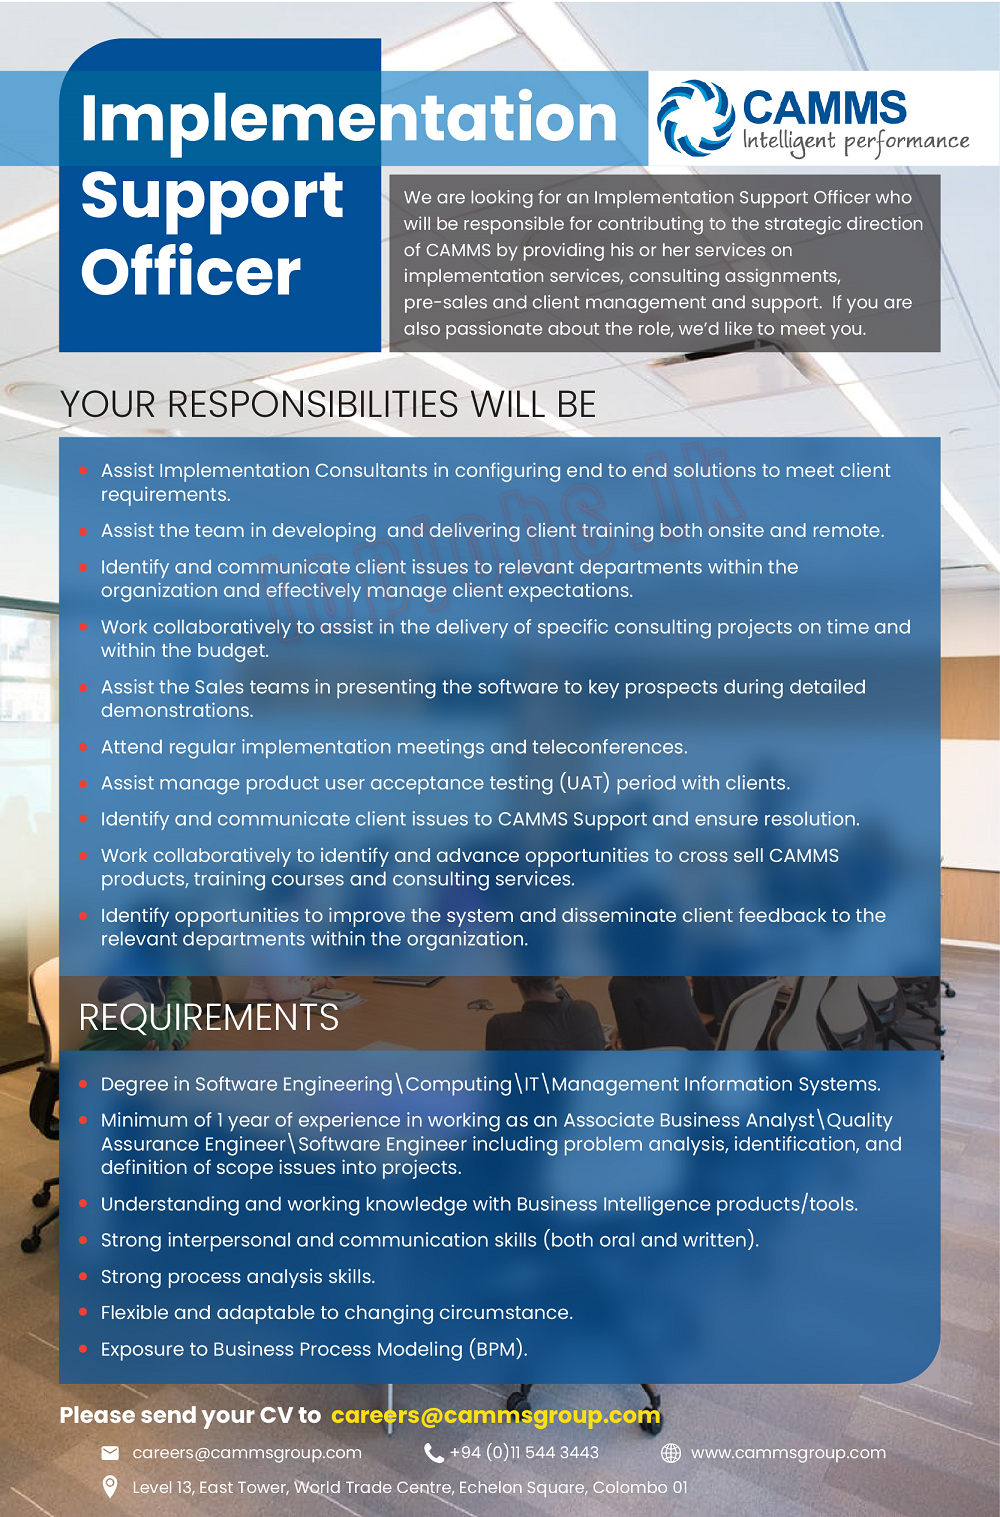 Implementation
Support
Officer
CAMMS
Intelligent performance
We are looking for an Implementation Support Officer who
will be responsible for contributing to the strategic direction
of CAMMS by providing his or her services on
implementation services, consulting assignments,
pre-sales and client management and support.  If you are
also passionate about the role, we’d like to meet you.
YOUR RESPONSIBILITIES WILL BE
Assist Implementation Consultants in configuring end to end solutions to meet client
requirements.
Assist the team in developing  and delivering client training both onsite and remote.
Identify and communicate client issues to relevant departments within the
organization and effectively manage client expectations.
Work collaboratively to assist in the delivery of specific consulting projects on time and
within the budget.
Assist the Sales teams in presenting the software to key prospects during detailed
demonstrations.
Attend regular implementation meetings and teleconferences.
Assist manage product user acceptance testing (UAT) period with clients.
Identify and communicate client issues to CAMMS Support and ensure resolution.
Work collaboratively to identify and advance opportunities to cross sell CAMMS
products, training courses and consulting services.
Identify opportunities to improve the system and disseminate client feedback to the
relevant departments within the organization.
topjobs.lk
REQUIREMENTS
Degree in Software Engineering\Computing\IT\Management Information Systems.
Minimum of 1 year of experience in working as an Associate Business Analyst\Quality
Assurance Engineer\Software Engineer including problem analysis, identification, and
definition of scope issues into projects.
Understanding and working knowledge with Business Intelligence products/tools.
Strong interpersonal and communication skills (both oral and written).
Strong process analysis skills.
Flexible and adaptable to changing circumstance.
Exposure to Business Process Modeling (BPM).
Please send your CV to careers@cammsgroup.com
careers@cammsgroup.com +94 (0)11 544 3443 www.cammsgroup.com
Level 13, East Tower, World Trade Centre, Echelon Square, Colombo 01